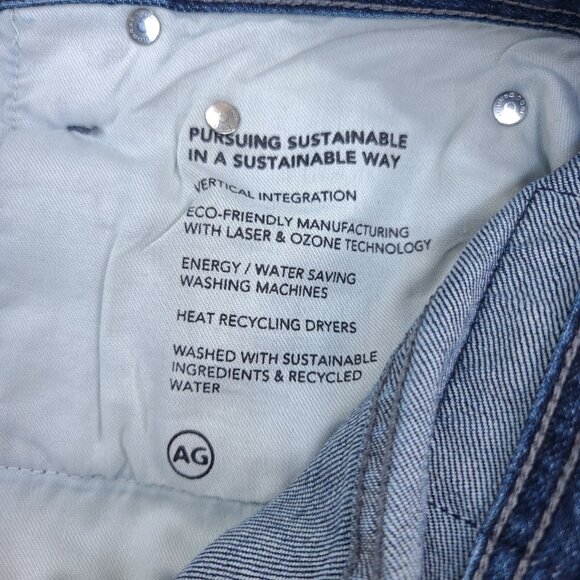 PURSUING SUSTAINABLE
IN A SUSTAINABLE WAY
VERTICAL INTEGRATION
ECO-FRIENDLY MANUFACTURING
WITH LASER & OZONE TECHNOLOGY
ENERGY / WATER SAVING
WASHING MACHINES
HEAT RECYCLING DRYERS
WASHED WITH SUSTAINABLE
INGREDIENTS & RECYCLED
WATER
AG